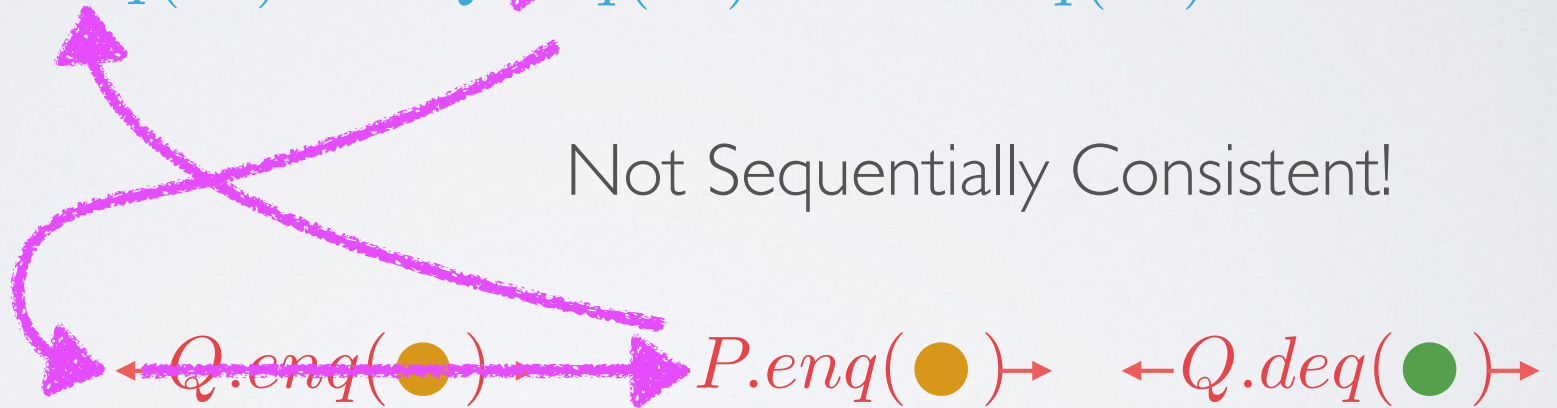 Not Sequentially Consistent!
Q.enq( ) P.enq( ) Q.deq( )